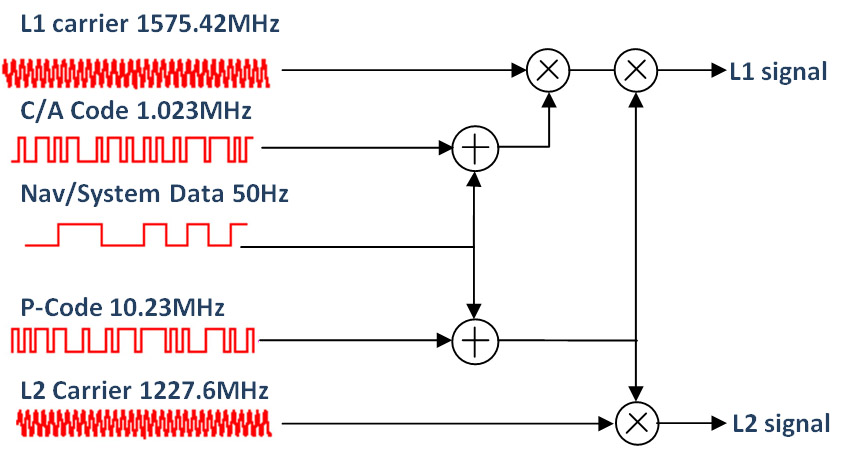 L1 carrier 1575.42MHz
L1 signal
C/A Code 1.023MHz
Nav/System Data 50Hz
P-Code 10.23MHz
L2 Carrier 1227.6MHz
L2 signal